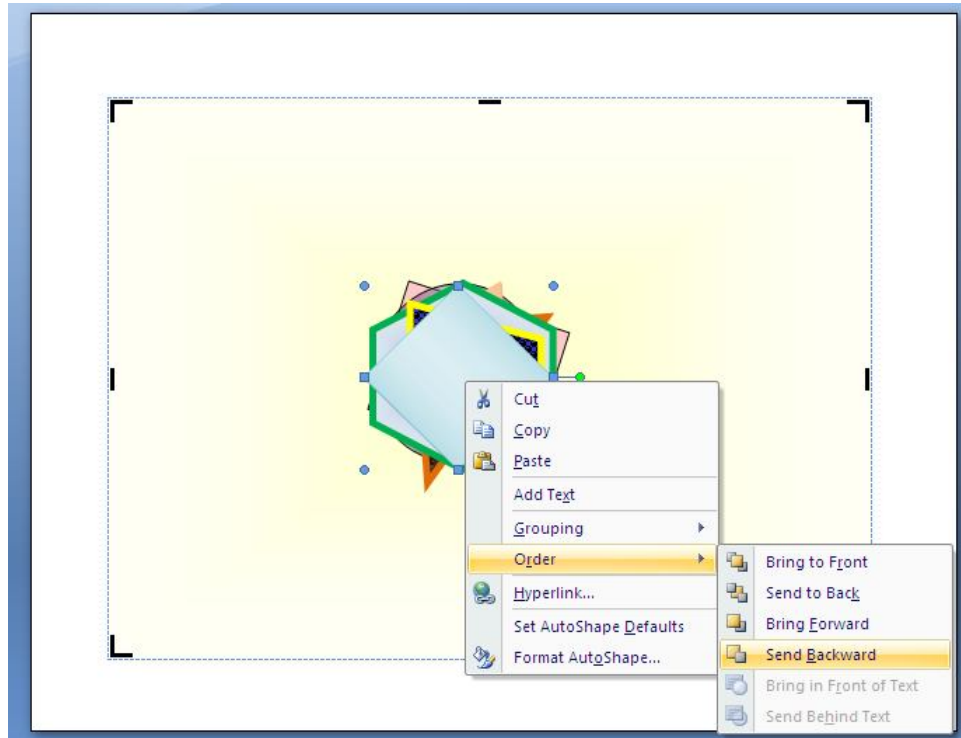 Cut
Copy
Paste
Add Text
Grouping
Order
Hyperlink...
Set AutoShape Defaults
Format AutoShape...
Bring to Front
Send to Back
Bring Forward
Send Backward
Bring in Front of Text
Send Behind Text